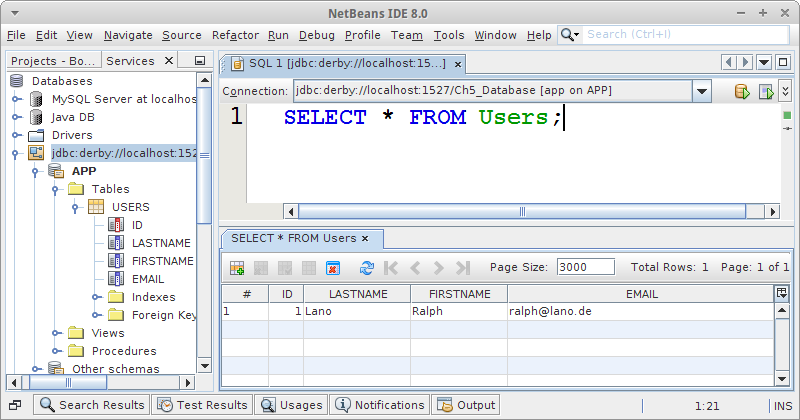 NetBeans IDE 8.0
File Edit View Navigate Source Refactor Run Debug Profile Team Tools Window Help Search (Ctrl+I)
Projects - Bo... Services
Databases
MySQL Server at localhos
Java DB
Drivers
jdbc:derby://localhost:152
APP
Tables
USERS
ID
LASTNAME
FIRSTNAME
EMAIL
Indexes
Foreign Key
Views
Procedures
Other schemas
SQL 1 [jdbc:derby://localhost:15...]
Connection: jdbc:derby://localhost:1527/Ch5_Database [app on APP]
1 SELECT * FROM Users;
SELECT * FROM Users
Page Size: 3000 Total Rows: 1 Page: 1 of 1
# ID LASTNAME FIRSTNAME EMAIL
1 1 Lano Ralph ralph@lano.de
Search Results Test Results Usages Notifications Output 1:21 INS